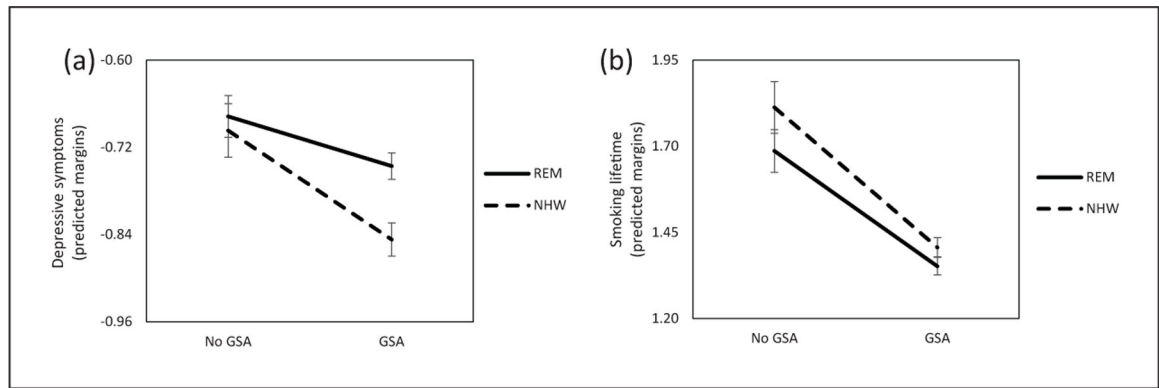 (a)
-0.60
-0.72
-0.84
-0.96
Depressive symptoms
(predicted margins)
No GSA
GSA
REM
NHW
(b)
1.95
1.70
1.45
1.20
Smoking lifetime
(predicted margins)
No GSA
GSA
REM
NHW